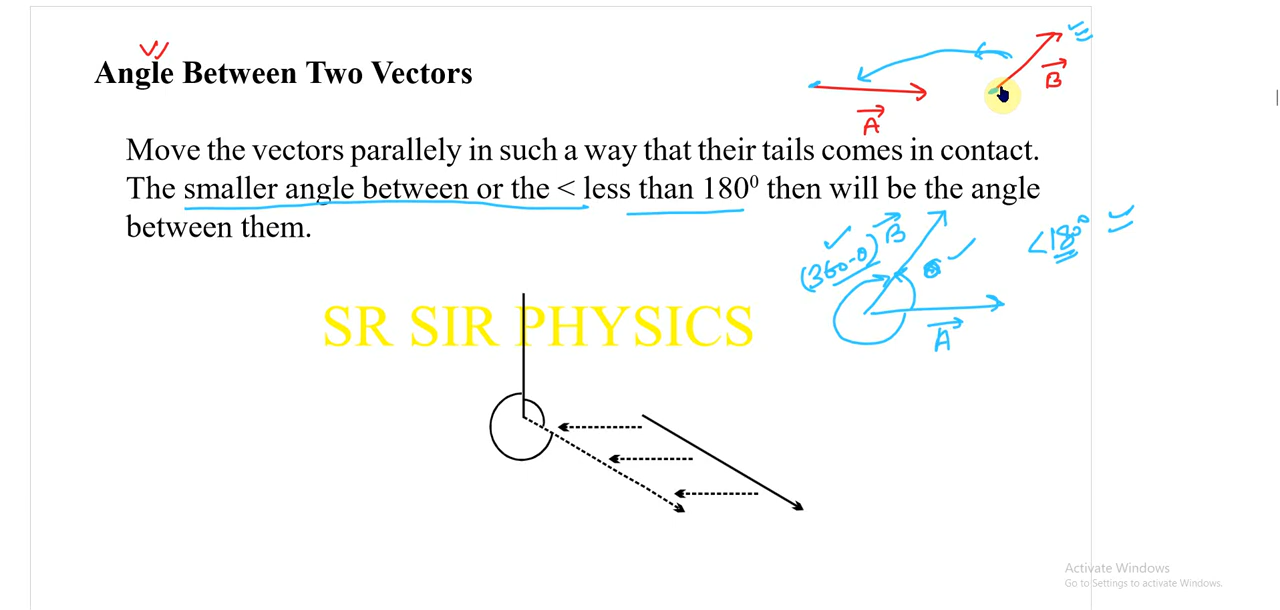 Angle Between Two Vectors
B
A
Move the vectors parallely in such a way that their tails comes in contact.
The smaller angle between or the < less than 180⁰ then will be the angle
between them.
B
(360-θ)
θ
<180°
A
SR SIR PHYSICS
Activate Windows
Go to Settings to activate Windows.